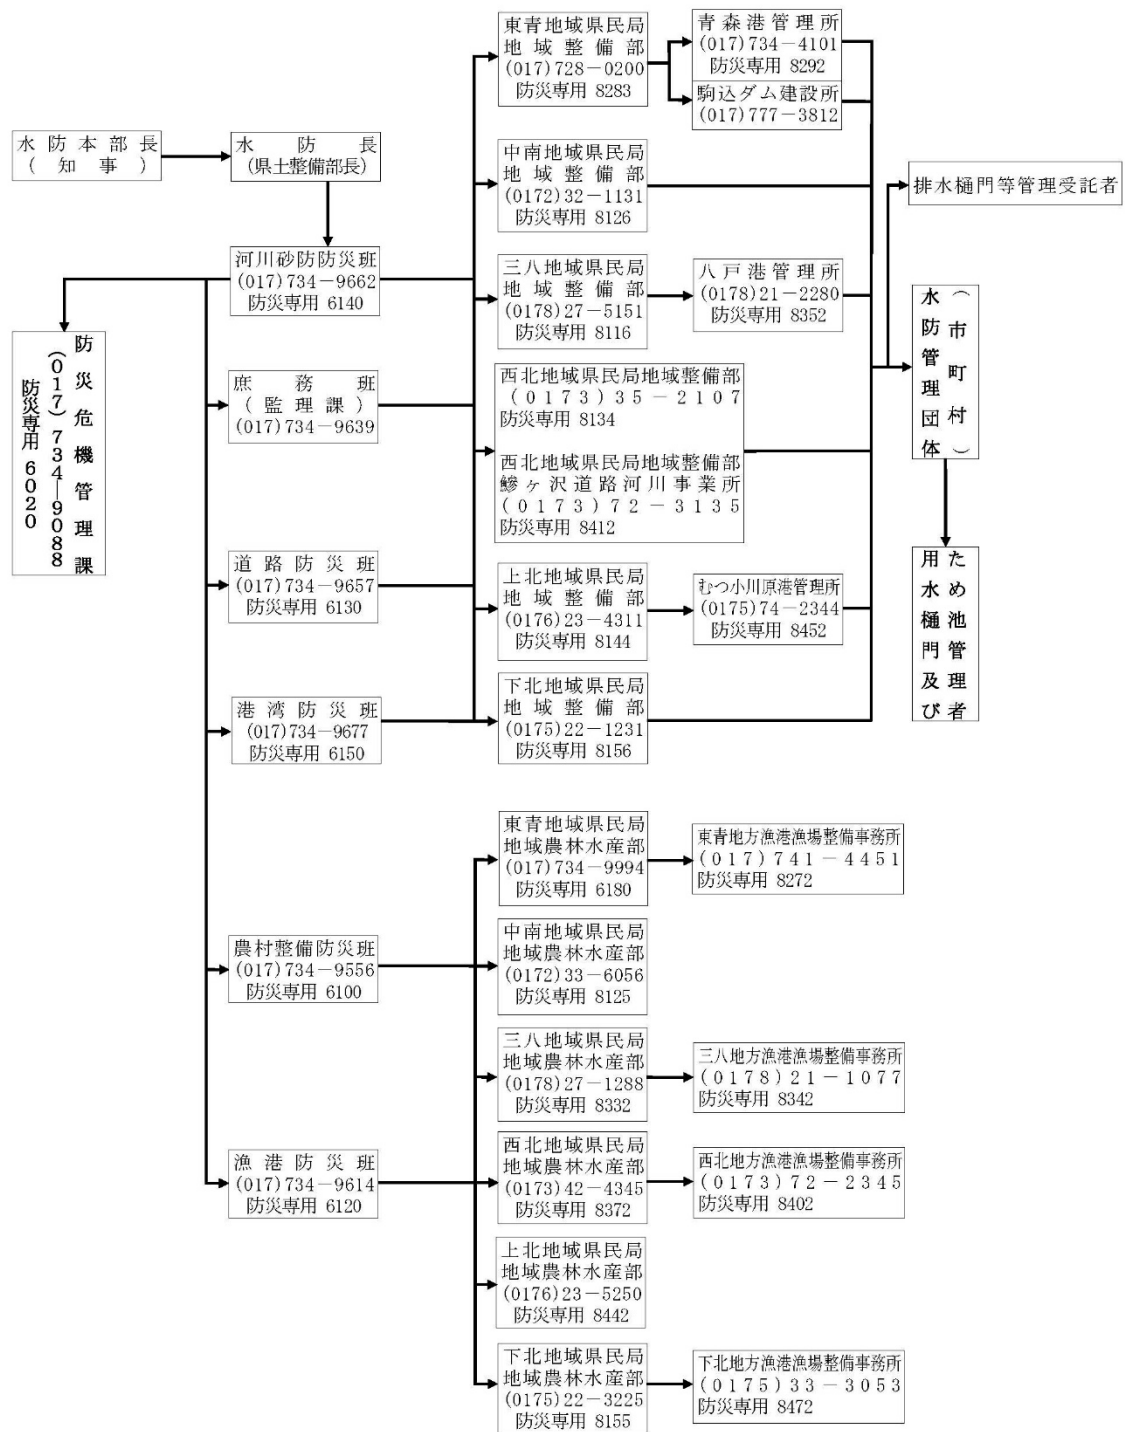 水防本部長
(知事)
水防長
(県土整備部長)
河川砂防防災班
(017)734－9662
防災専用 6140
防災危機管理課
(017)734―9088
防災専用 6020
庶務班
(監理課)
(017)734－9639
道路防災班
(017)734－9657
防災専用 6130
港湾防災班
(017)734－9677
防災専用 6150
農村整備防災班
(017)734－9556
防災専用 6100
漁港防災班
(017)734－9614
防災専用 6120
東青地域県民局
地域整備部
(017)728－0200
防災専用 8283
青森港管理所
(017)734－4101
防災専用 8292
駒込ダム建設所
(017)777－3812
中南地域県民局
地域整備部
(0172)32－1131
防災専用 8126
三八地域県民局
地域整備部
(0178)27－5151
防災専用 8116
八戸港管理所
(0178)21－2280
防災専用 8352
西北地域県民局地域整備部
(0173)35－2107
防災専用 8134
西北地域県民局地域整備部
鰺ヶ沢道路河川事業所
(0173)72－3135
防災専用 8412
上北地域県民局
地域整備部
(0176)23－4311
防災専用 8144
むつ小川原港管理所
(0175)74－2344
防災専用 8452
下北地域県民局
地域整備部
(0175)22－1231
防災専用 8156
排水樋門等管理受託者
(市町村)
水防管理団体
ため池管理者
用水樋門及び
東青地域県民局
地域農林水産部
(017)734－9994
防災専用 6180
東青地方漁港漁場整備事務所
(017)741－4451
防災専用 8272
中南地域県民局
地域農林水産部
(0172)33－6056
防災専用 8125
三八地域県民局
地域農林水産部
(0178)27－1288
防災専用 8332
三八地方漁港漁場整備事務所
(0178)21－1077
防災専用 8342
西北地域県民局
地域農林水産部
(0173)42－4345
防災専用 8372
西北地方漁港漁場整備事務所
(0173)72－2345
防災専用 8402
上北地域県民局
地域農林水産部
(0176)23－5250
防災専用 8442
下北地域県民局
地域農林水産部
(0175)22－3225
防災専用 8155
下北地方漁港漁場整備事務所
(0175)33－3053
防災専用 8472